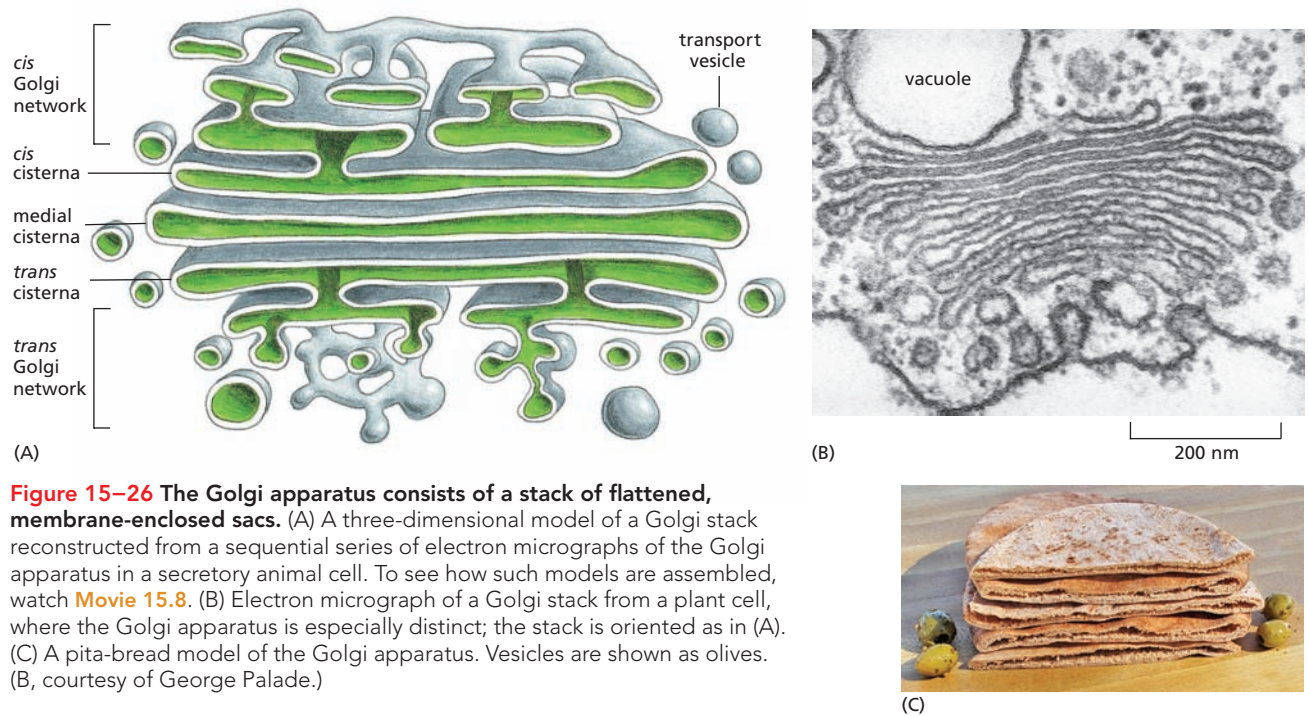 cis
Golgi
network
cis
cisterna
medial
cisterna
trans
cisterna
trans
Golgi
network
transport
vesicle
(A)
vacuole
(B)
200 nm
Figure 15–26 The Golgi apparatus consists of a stack of flattened,
membrane-enclosed sacs. (A) A three-dimensional model of a Golgi stack
reconstructed from a sequential series of electron micrographs of the Golgi
apparatus in a secretory animal cell. To see how such models are assembled,
watch Movie 15.8. (B) Electron micrograph of a Golgi stack from a plant cell,
where the Golgi apparatus is especially distinct; the stack is oriented as in (A).
(C) A pita-bread model of the Golgi apparatus. Vesicles are shown as olives.
(B, courtesy of George Palade.)
(C)